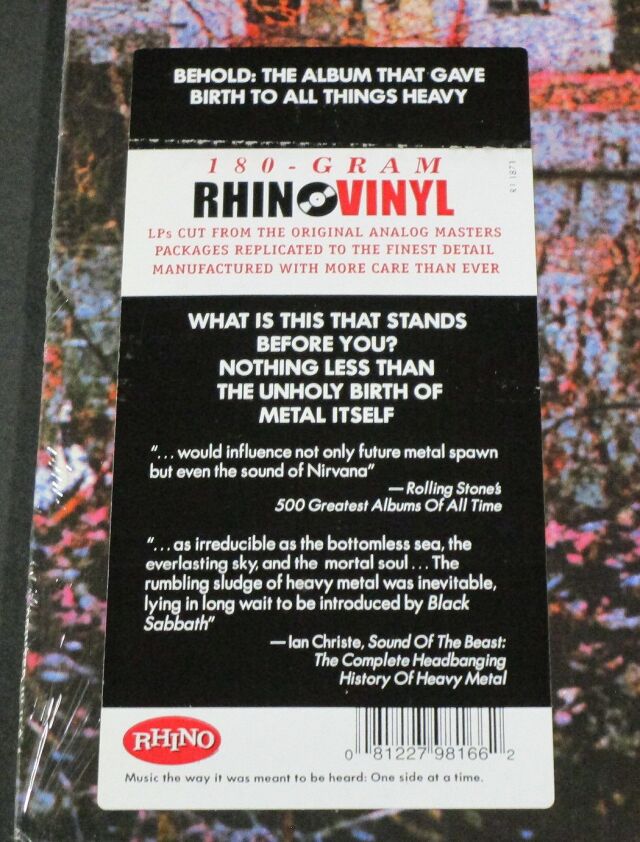 BEHOLD: THE ALBUM THAT GAVE
BIRTH TO ALL THINGS HEAVY
180-GRAM
RHINOVINYL
R1 1871
LPs CUT FROM THE ORIGINAL ANALOG MASTERS
PACKAGES REPLICATED TO THE FINEST DETAIL
MANUFACTURED WITH MORE CARE THAN EVER
WHAT IS THIS THAT STANDS
BEFORE YOU?
NOTHING LESS THAN
THE UNHOLY BIRTH OF
METAL ITSELF
“... would influence not only future metal spawn
but even the sound of Nirvana”
— Rolling Stone's
500 Greatest Albums Of All Time
“... as irreducible as the bottomless sea, the
everlasting sky, and the mortal soul ... The
rumbling sludge of heavy metal was inevitable,
lying in long wait to be introduced by Black
Sabbath”
— Ian Christe, Sound Of The Beast:
The Complete Headbanging
History Of Heavy Metal
RHINO
0 81227 98166 2
Music the way it was meant to be heard: One side at a time.